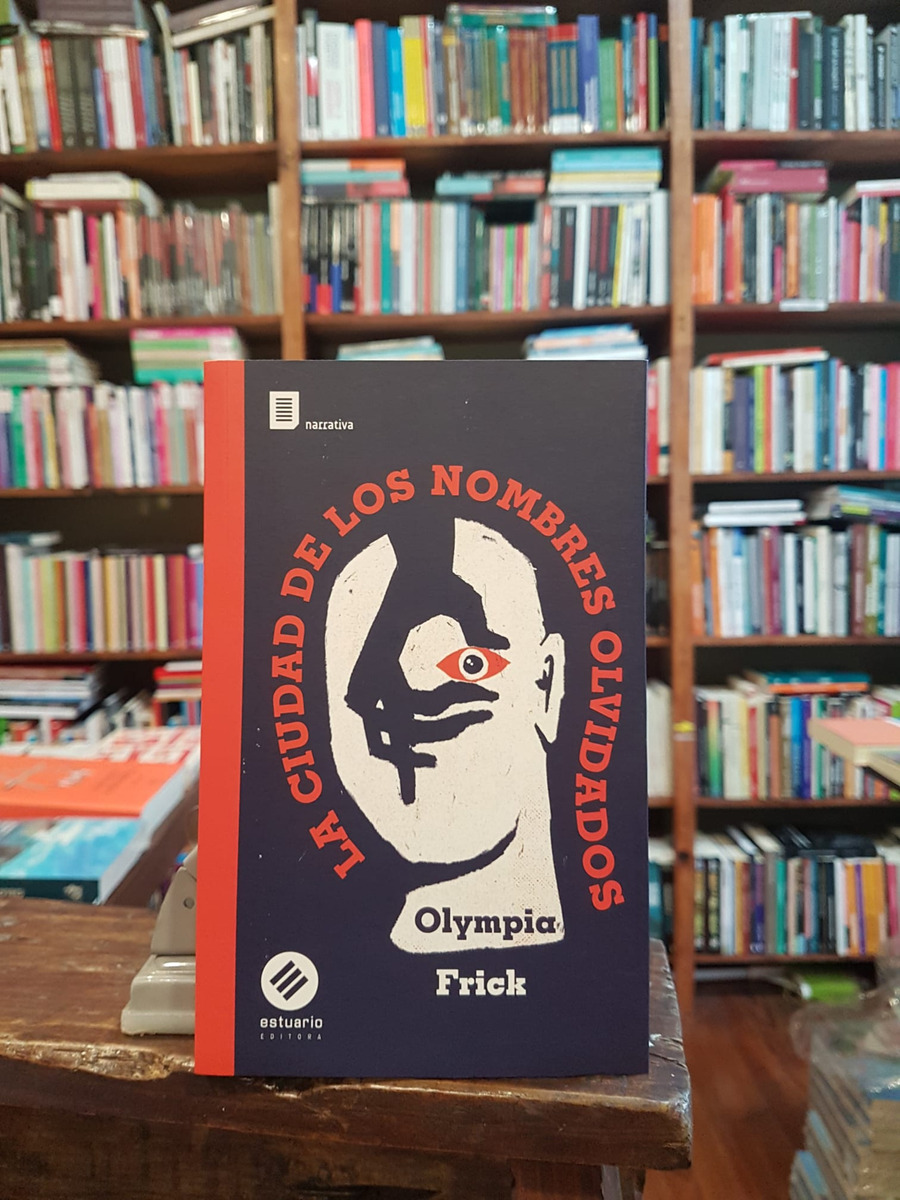 narrativa
LA CIUDAD DE LOS NOMBRES OLVIDADOS
Olympia
Frick
estuario
EDITORA